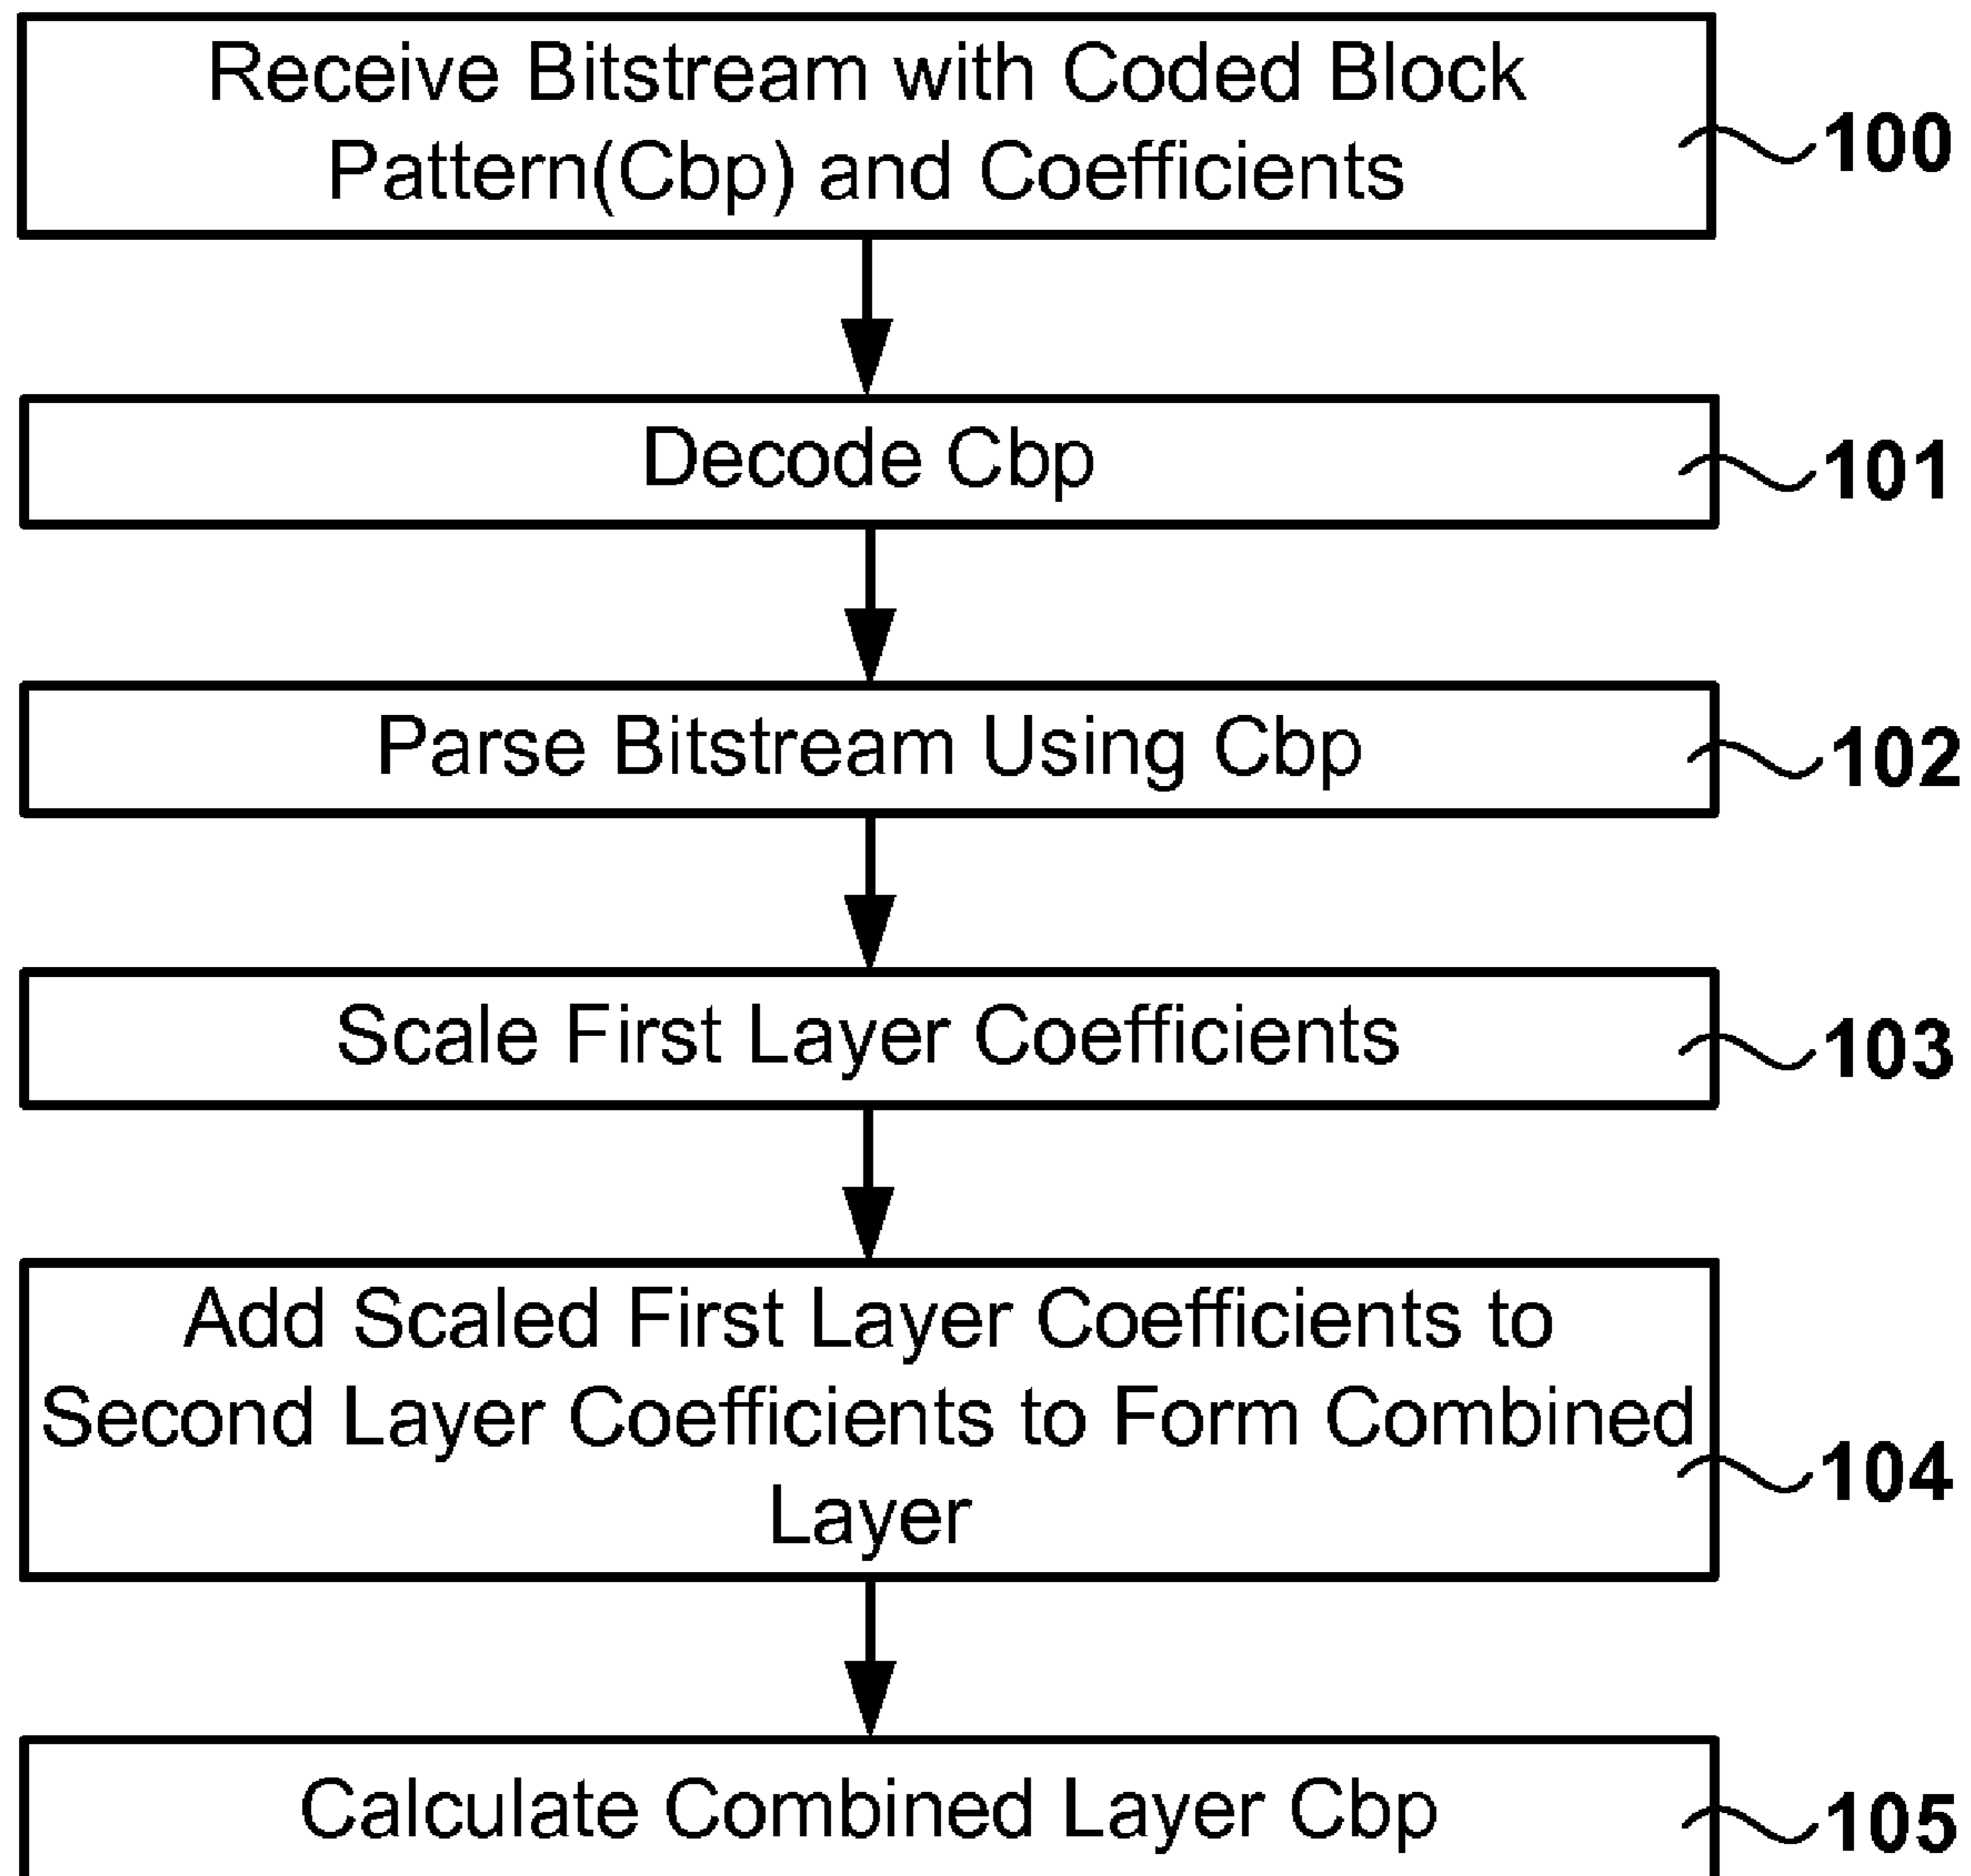 Receive Bitstream with Coded Block
Pattern(Cbp) and Coefficients
100
Decode Cbp
101
Parse Bitstream Using Cbp
102
Scale First Layer Coefficients
103
Add Scaled First Layer Coefficients to
Second Layer Coefficients to Form Combined
Layer
104
Calculate Combined Layer Cbp
105